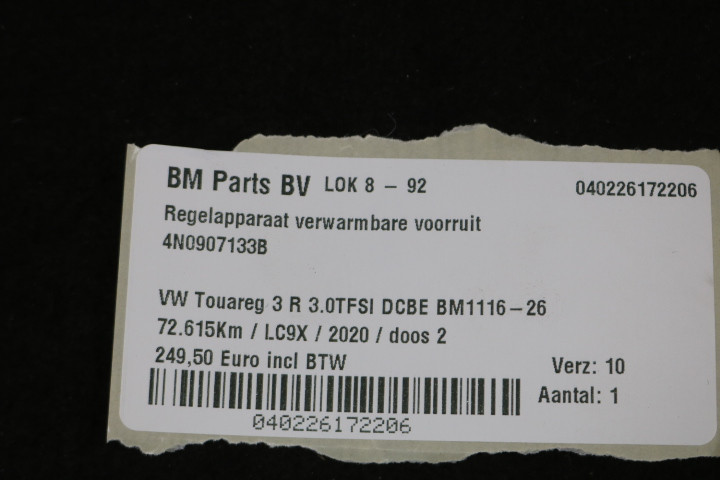 BM Parts BV LOK 8 - 92 040226172206
Regelapparaat verwarmbare voorruit
4N0907133B
VW Touareg 3 R 3.0TFSI DCBE BM1116-26
72.615Km / LC9X / 2020 / doos 2
249,50 Euro incl BTW Verz: 10
Aantal: 1
040226172206